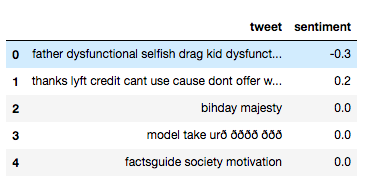 tweet sentiment
0 father dysfunctional selfish drag kid dysfunct... -0.3
1 thanks lyft credit cant use cause dont offer w... 0.2
2 bihday majesty 0.0
3 model take urð ðððð ððð 0.0
4 factsguide society motivation 0.0